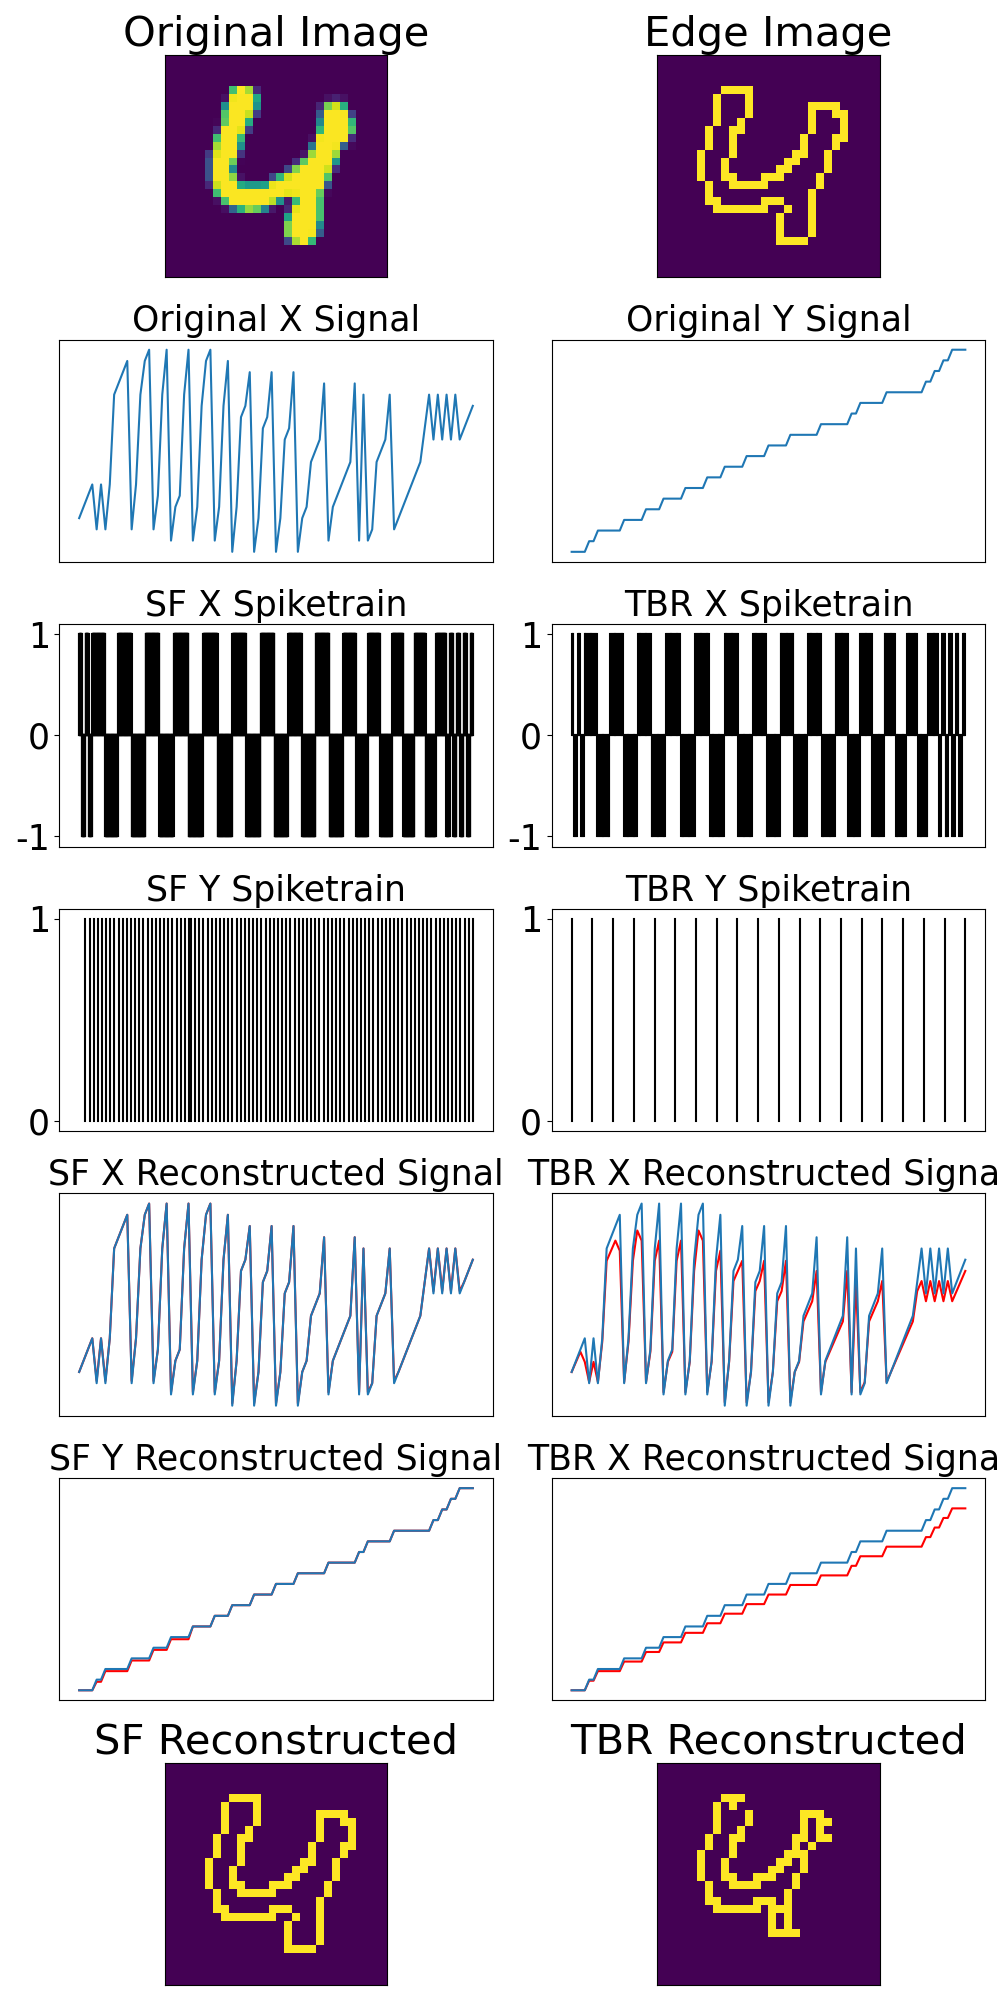 Original Image
Edge Image
Original X Signal
Original Y Signal
SF X Spiketrain
TBR X Spiketrain
1
0
-1
1
0
-1
SF Y Spiketrain
TBR Y Spiketrain
1
0
1
0
SF X Reconstructed Signal
TBR X Reconstructed Signa
SF Y Reconstructed Signal
TBR X Reconstructed Signa
SF Reconstructed
TBR Reconstructed